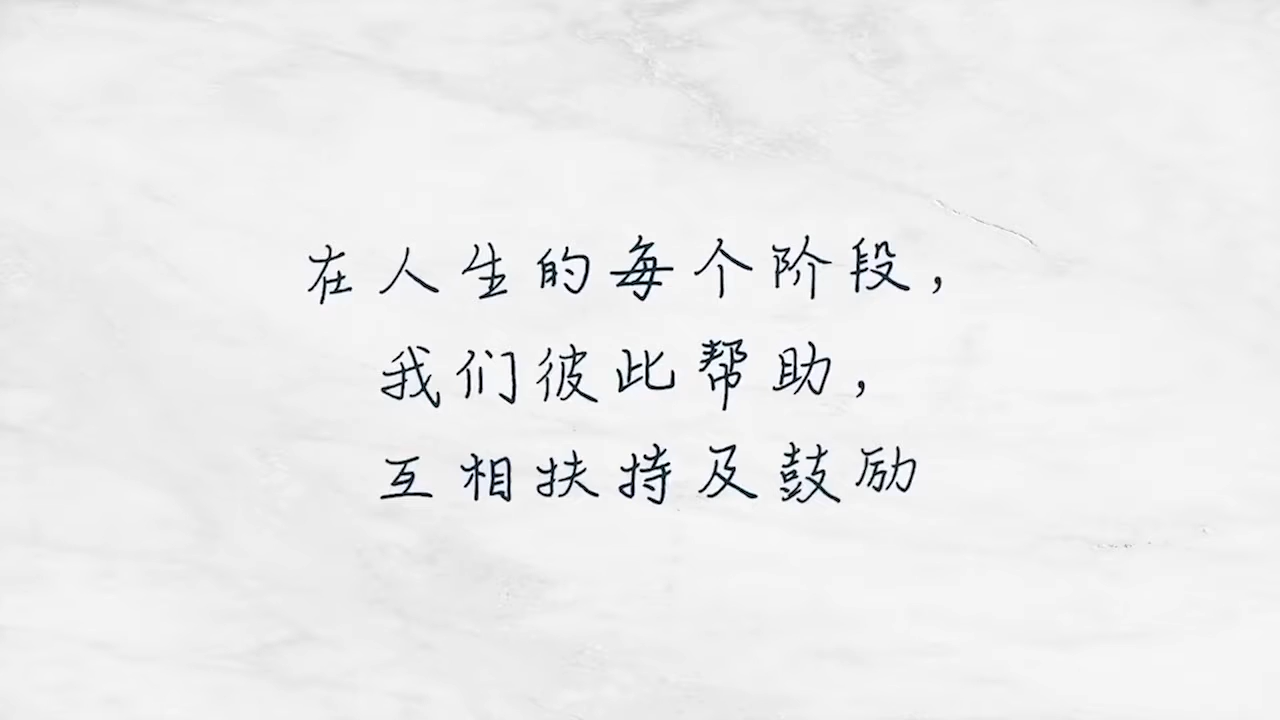 在人生的每个阶段，
我们彼此帮助，
互相扶持及鼓励